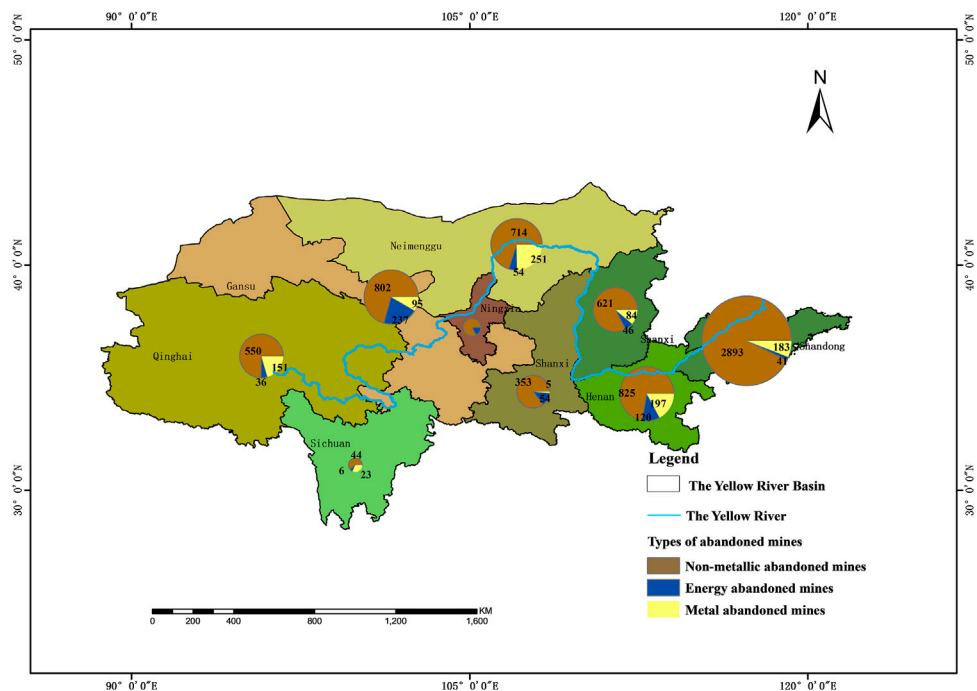 90° 0′0″E
105° 0′0″E
120° 0′0″E
50° 0′0″N
50° 0′0″N
N
Neimenggu
714
251
54
40° 0′0″N
40° 0′0″N
Gansu
802
95
237
621
84
46
Shanxi
2893
183
41
Qinghai
550
151
36
Shanxi
353
5
54
Henan
825
197
120
Sichuan
44
6
23
30° 0′0″N
30° 0′0″N
Legend
The Yellow River Basin
The Yellow River
Types of abandoned mines
Non-metallic abandoned mines
Energy abandoned mines
Metal abandoned mines
KM
0 200 400 800 1,200 1,600
90° 0′0″E
105° 0′0″E
120° 0′0″E